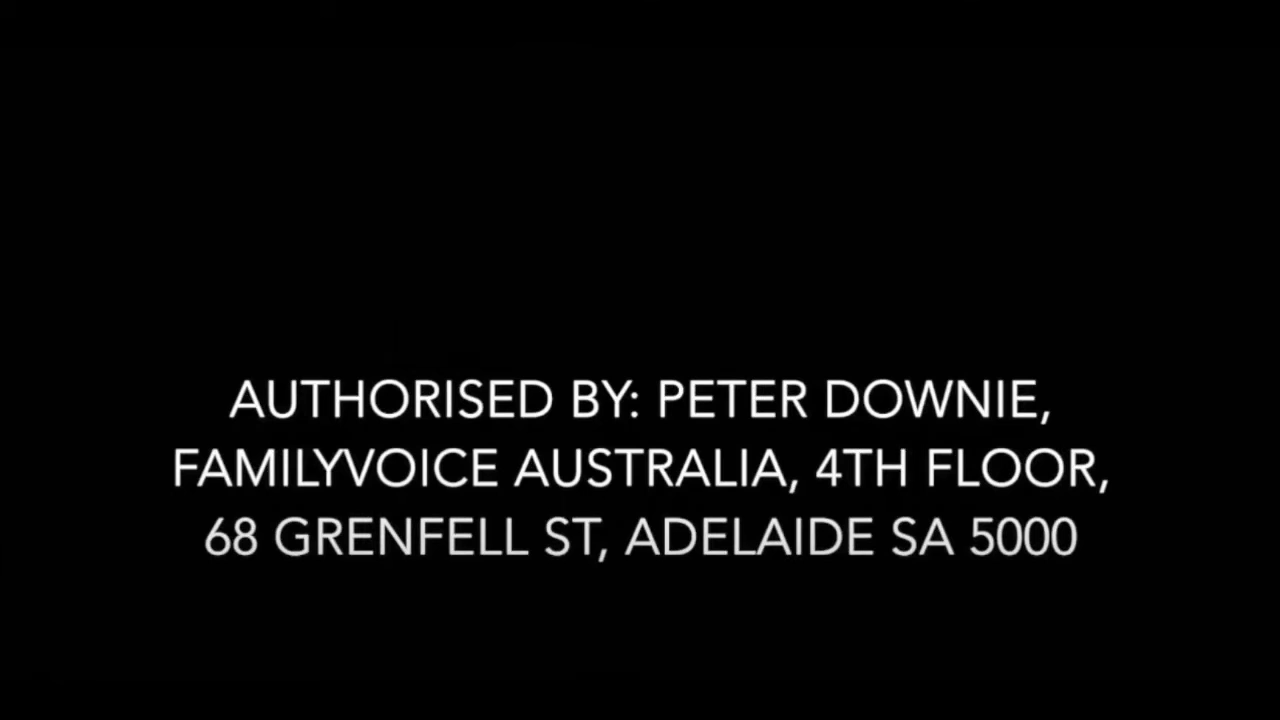 AUTHORISED BY: PETER DOWNIE,
FAMILYVOICE AUSTRALIA, 4TH FLOOR,
68 GRENFELL ST, ADELAIDE SA 5000